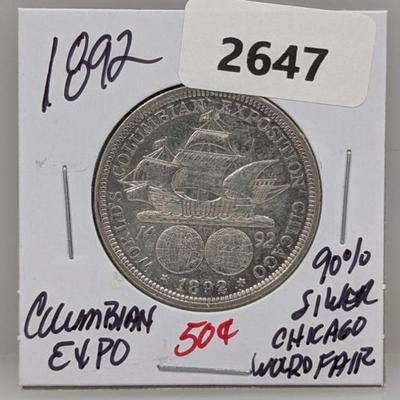 1892
2647
WORLD'S COLUMBIAN EXPOSITION CHICAGO
14 92
1892
COLUMBIAN
EXPO
50¢
90%
SILVER
CHICAGO
WORLD FAIR